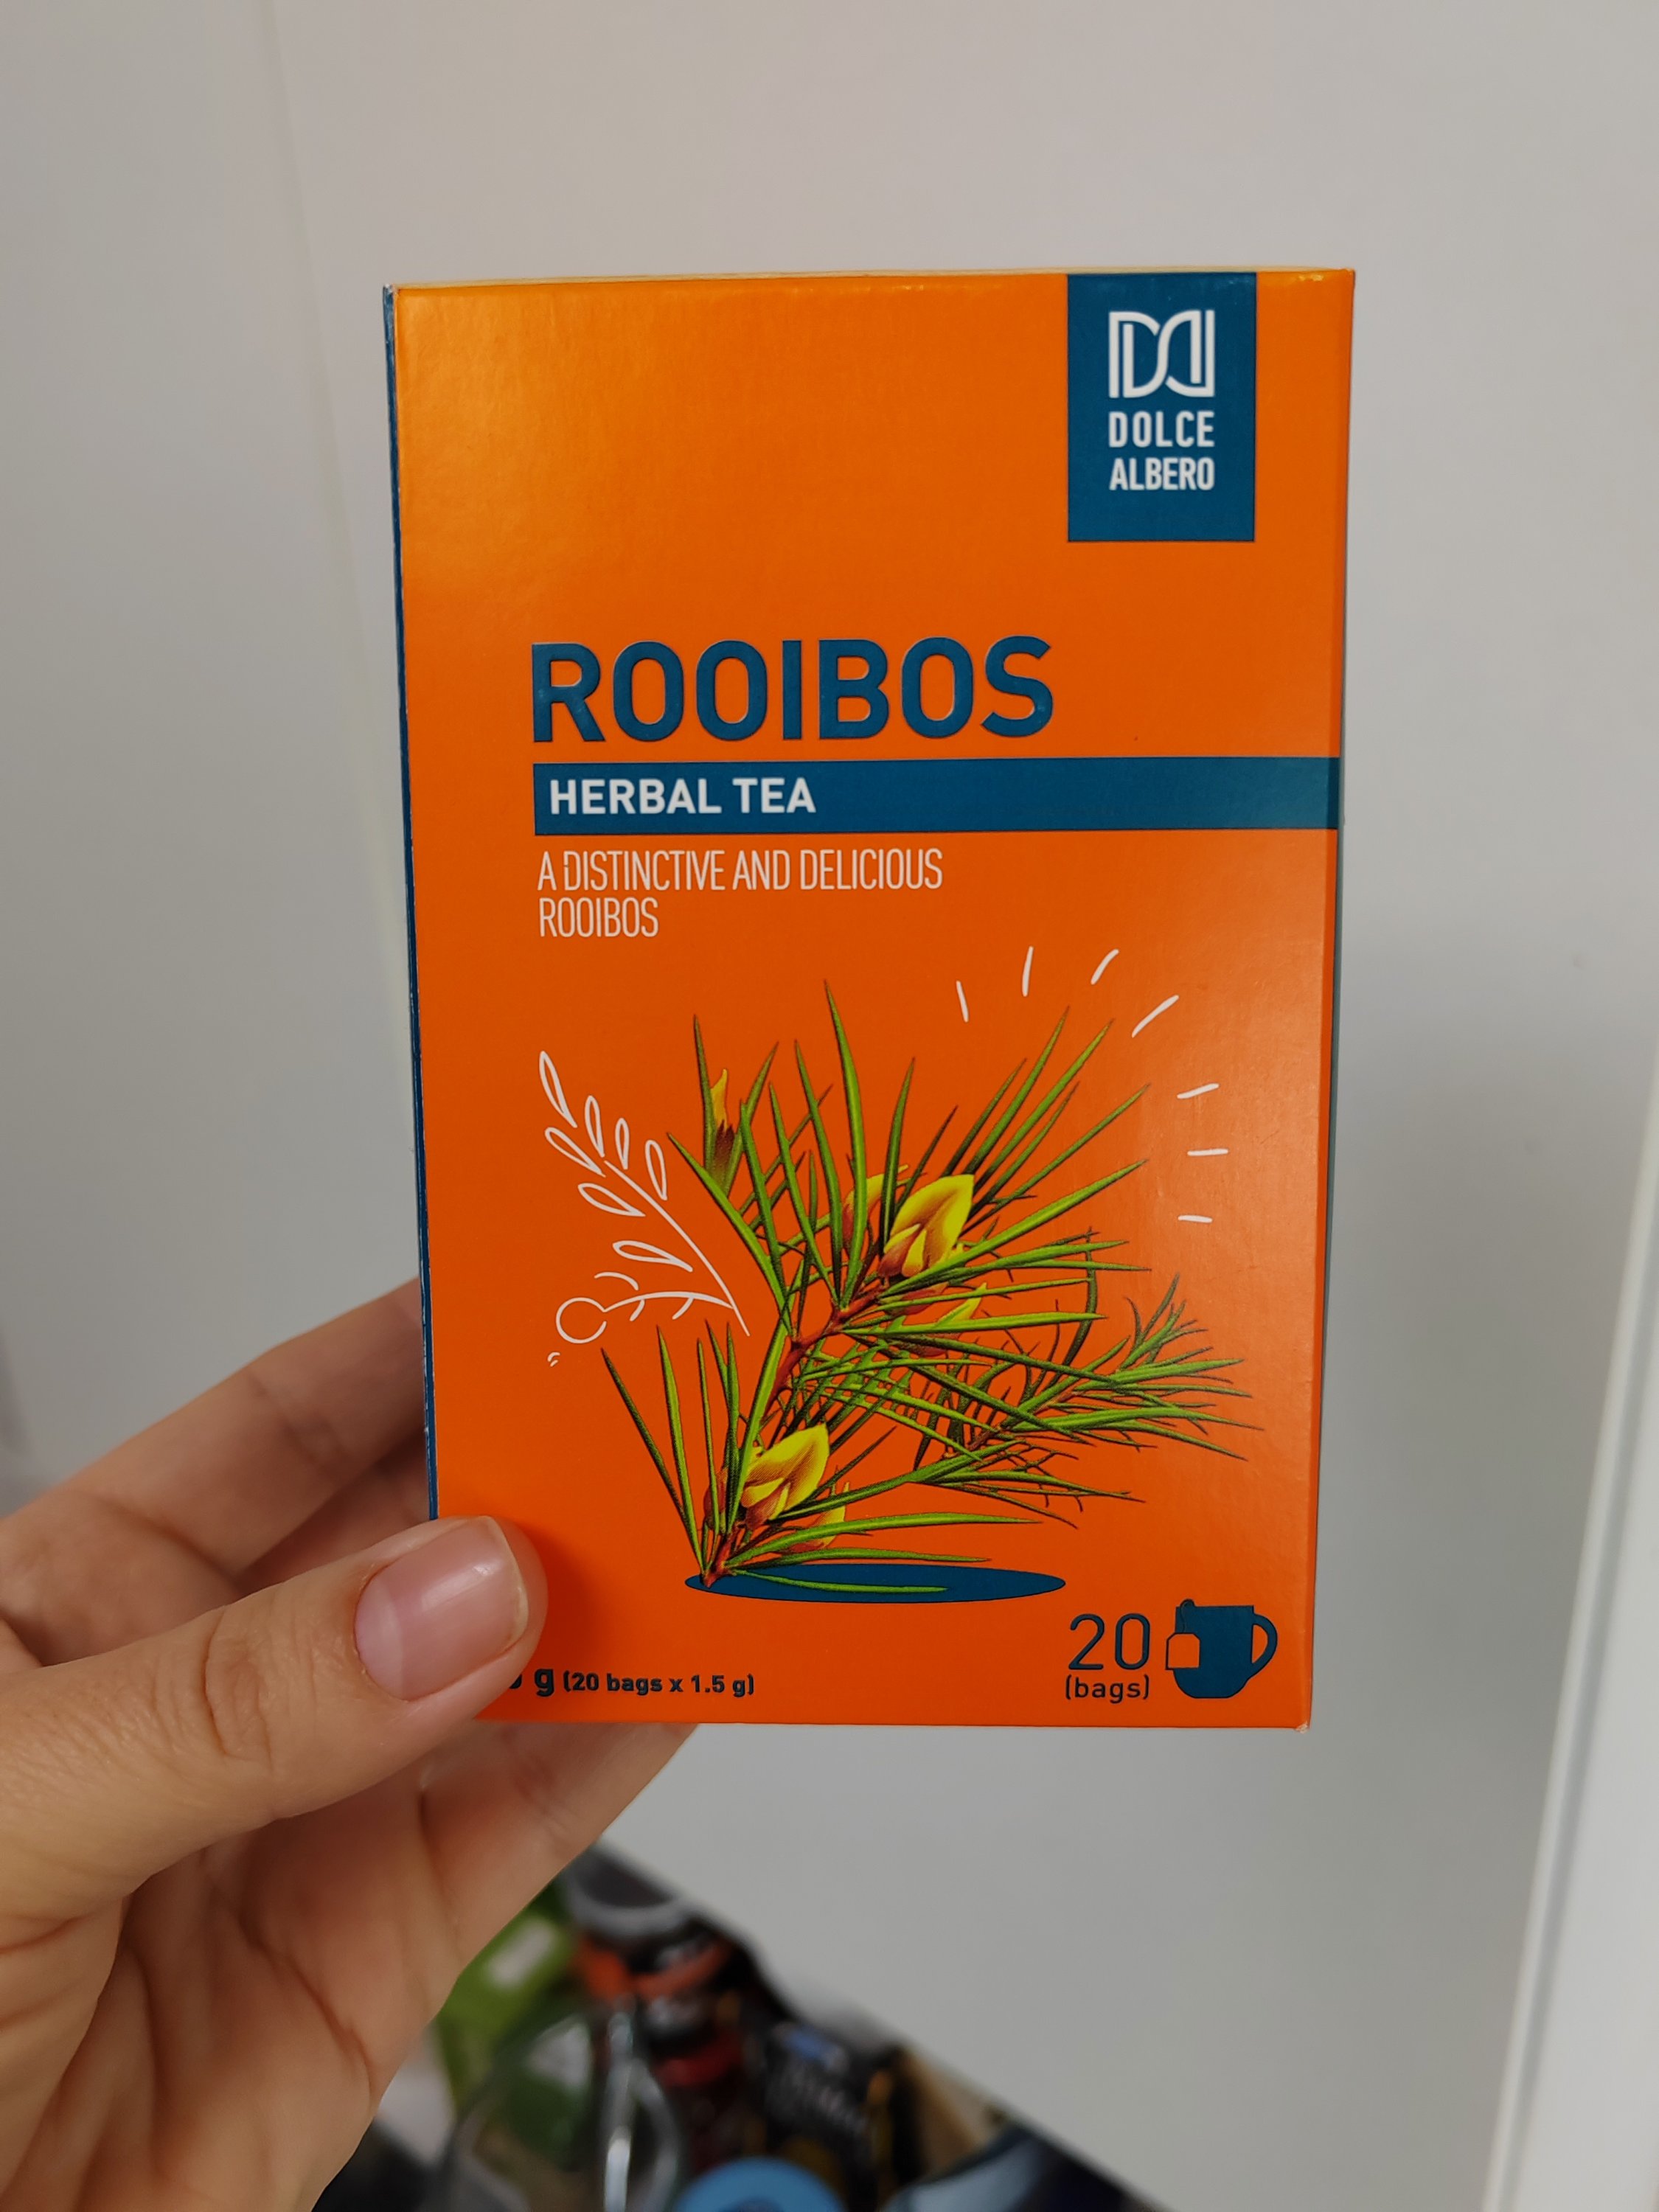 DOLCE
ALBERO
ROOIBOS
HERBAL TEA
A DISTINCTIVE AND DELICIOUS
ROOIBOS
g (20 bags x 1.5 g)
20
(bags)